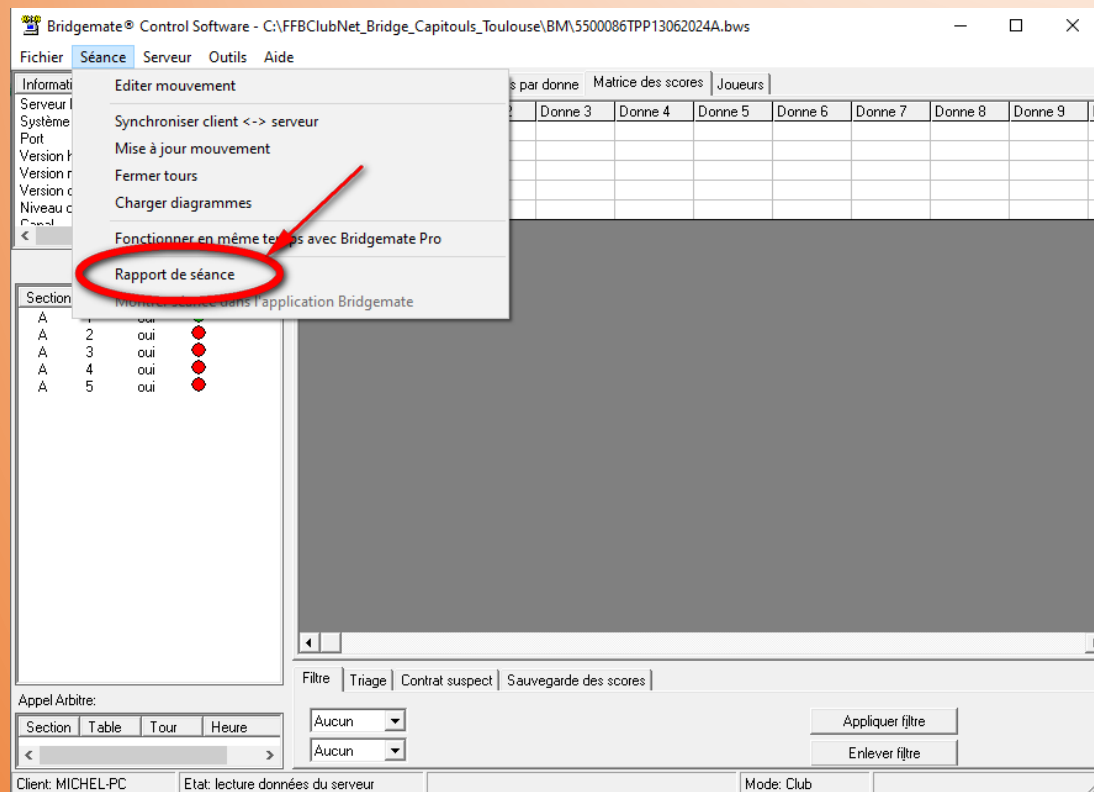 Bridgemate® Control Software - C:\FFBClubNet_Bridge_Capitouls_Toulouse\BM\5500086TPP13062024A.bws
Fichier Séance Serveur Outils Aide
Informati
s par donne Matrice des scores Joueurs
Editer mouvement
Donne 3 Donne 4 Donne 5 Donne 6 Donne 7 Donne 8 Donne 9
Serveur
Système
Synchroniser client <-> serveur
Port
Mise à jour mouvement
Version
Version
Fermer tours
Version
Niveau
Charger diagrammes
Canal
Fonctionner en même temps avec Bridgemate Pro
Rapport de séance
Section
Montrer séance dans l'application Bridgemate
A 1 oui
A 2 oui
A 3 oui
A 4 oui
A 5 oui
Filtre Triage Contrat suspect Sauvegarde des scores
Appel Arbitre:
Section Table Tour Heure
Aucun
Appliquer filtre
Aucun
Enlever filtre
Client: MICHEL-PC Etat: lecture données du serveur Mode: Club